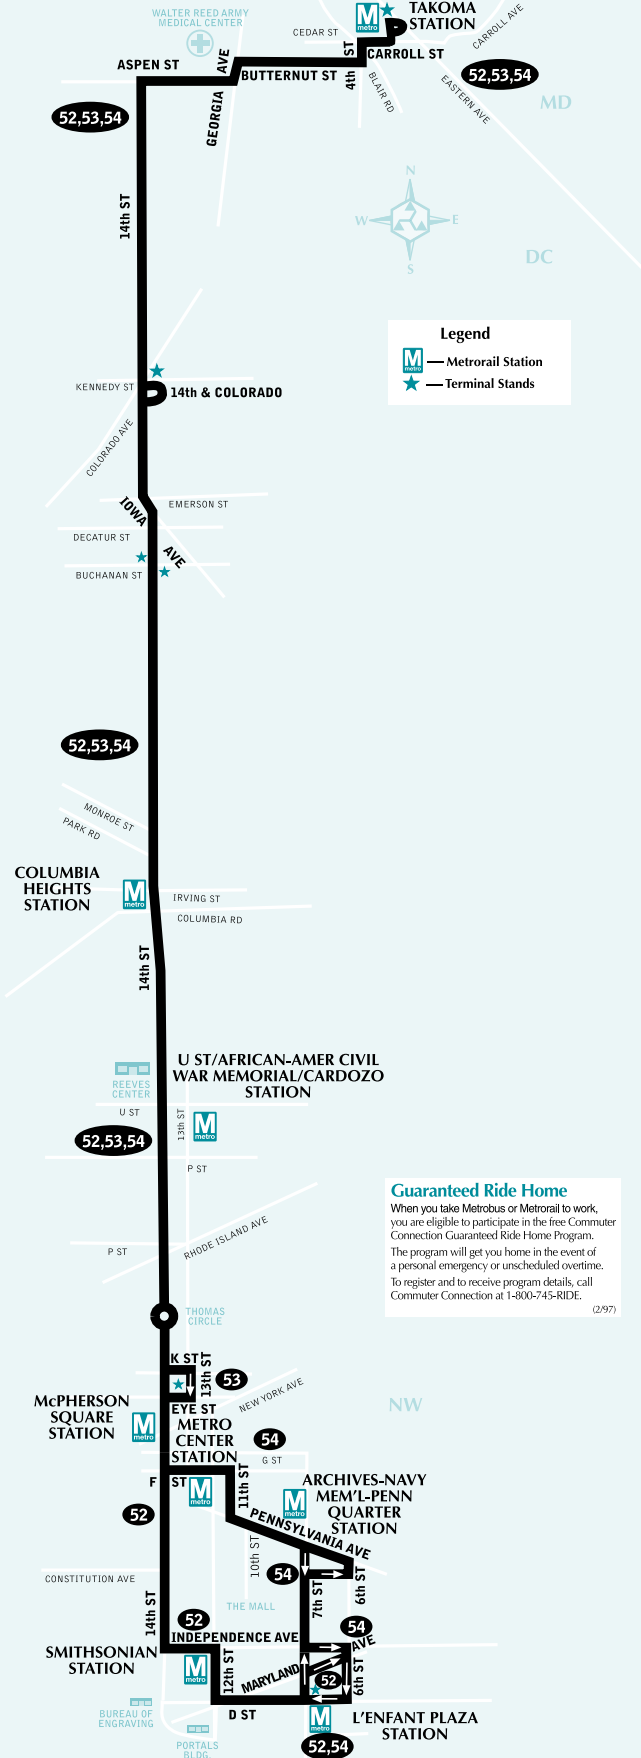 TAKOMA
STATION
M
metro
WALTER REED ARMY
MEDICAL CENTER
CEDAR ST
CARROLL AVE
ASPEN ST
GEORGIA AVE
BUTTERNUT ST
4th ST
CARROLL ST
BLAIR RD
EASTERN AVE
52,53,54
MD
52,53,54
N
W
E
S
14th ST
DC
Legend
M
metro
Metrorail Station
Terminal Stands
KENNEDY ST
14th & COLORADO
COLORADO AVE
EMERSON ST
IOWA AVE
DECATUR ST
BUCHANAN ST
52,53,54
MONROE ST
PARK RD
COLUMBIA
HEIGHTS
STATION
M
metro
IRVING ST
COLUMBIA RD
14th ST
U ST/AFRICAN-AMER CIVIL
WAR MEMORIAL/CARDOZO
STATION
REEVES
CENTER
U ST
13th ST
M
metro
52,53,54
P ST
Guaranteed Ride Home
When you take Metrobus or Metrorail to work,
you are eligible to participate in the free Commuter
Connection Guaranteed Ride Home Program.
The program will get you home in the event of
a personal emergency or unscheduled overtime.
To register and to receive program details, call
Commuter Connection at 1-800-745-RIDE.
(2/97)
P ST
RHODE ISLAND AVE
THOMAS
CIRCLE
K ST
13th ST
53
EYE ST
NEW YORK AVE
NW
McPHERSON
SQUARE
STATION
M
metro
METRO
CENTER
STATION
54
G ST
F ST
M
metro
11th ST
ARCHIVES-NAVY
MEM'L-PENN
QUARTER
STATION
M
metro
52
PENNSYLVANIA AVE
10th ST
54
7th ST
6th ST
CONSTITUTION AVE
14th ST
THE MALL
52
54
INDEPENDENCE AVE
SMITHSONIAN
STATION
M
metro
12th ST
MARYLAND AVE
52
6th ST
D ST
BUREAU OF
ENGRAVING
PORTALS
BLDG.
M
metro
L'ENFANT PLAZA
STATION
52,54